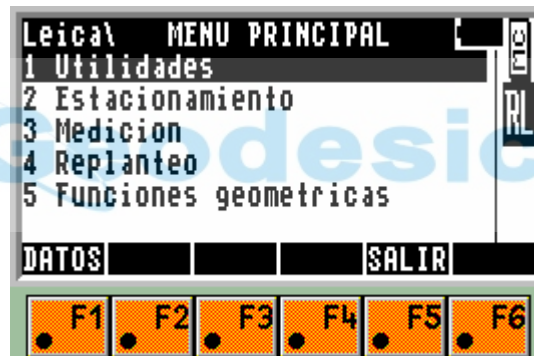 Leica\ MENU PRINCIPAL
1 Utilidades
2 Estacionamiento
3 Medicion
4 Replanteo
5 Funciones geometricas
DATOS SALIR
F1 F2 F3 F4 F5 F6
RL